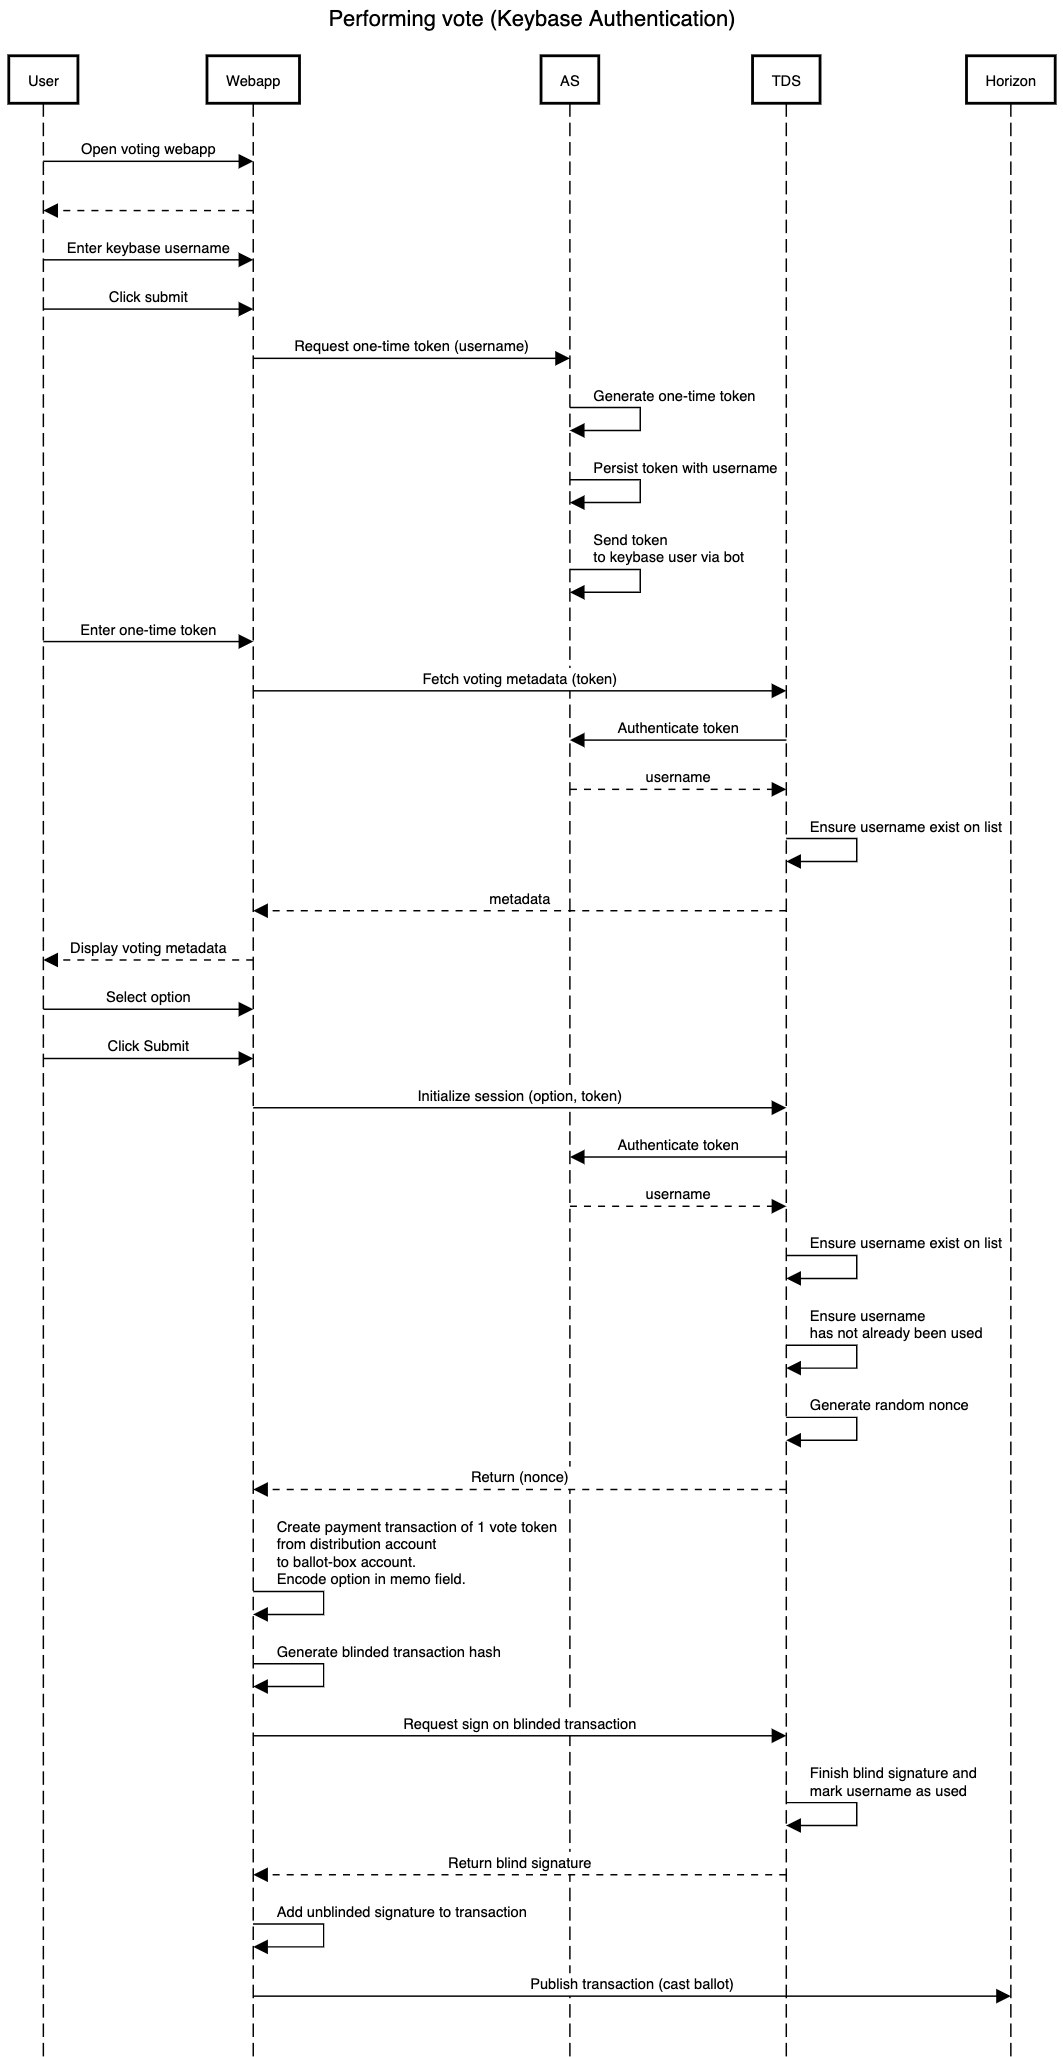 Performing vote (Keybase Authentication)
User
Webapp
AS
TDS
Horizon
Open voting webapp
Enter keybase username
Click submit
Request one-time token (username)
Generate one-time token
Persist token with username
Send token
to keybase user via bot
Enter one-time token
Fetch voting metadata (token)
Authenticate token
username
Ensure username exist on list
metadata
Display voting metadata
Select option
Click Submit
Initialize session (option, token)
Authenticate token
username
Ensure username exist on list
Ensure username
has not already been used
Generate random nonce
Return (nonce)
Create payment transaction of 1 vote token
from distribution account
to ballot-box account.
Encode option in memo field.
Generate blinded transaction hash
Request sign on blinded transaction
Finish blind signature and
mark username as used
Return blind signature
Add unblinded signature to transaction
Publish transaction (cast ballot)